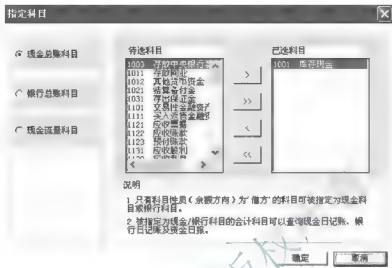 指定科目
现金总账科目
银行总账科目
现金流量科目
待选科目
1003 存放中央银行
1011 存放同业
1012 其他货币资金
1021 结算备付金
1031 存出保证金
1101 交易性金融资产
1111 买入返售金融资
1121 应收票据
1122 应收账款
1123 预付账款
1131 应收股利
>
>>
<
<<
已选科目
1001 库存现金
说明
1 只有科目性质（余额方向）为'借方'的科目可被指定为现金科目或银行科目。
2 被指定为现金/银行科目的会计科目可以查询现金日记账、银行日记账及资金日报。
确定
取消